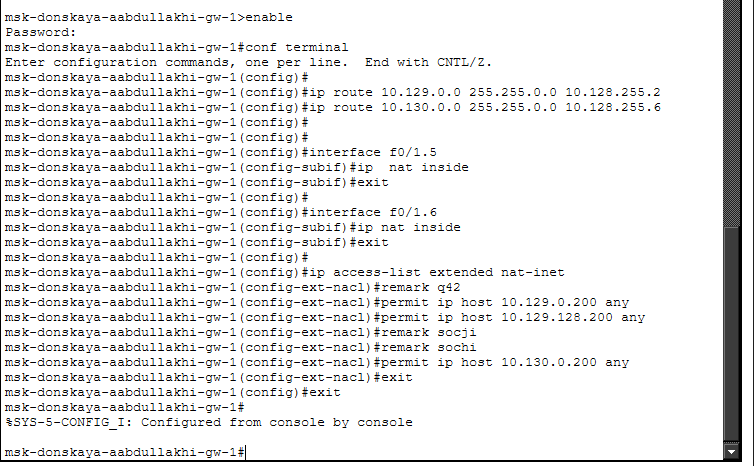 msk-donskaya-aabdullakhi-gw-1>enable
Password:
msk-donskaya-aabdullakhi-gw-1#conf terminal
Enter configuration commands, one per line.  End with CNTL/Z.
msk-donskaya-aabdullakhi-gw-1(config)#
msk-donskaya-aabdullakhi-gw-1(config)#ip route 10.129.0.0 255.255.0.0 10.128.255.2
msk-donskaya-aabdullakhi-gw-1(config)#ip route 10.130.0.0 255.255.0.0 10.128.255.6
msk-donskaya-aabdullakhi-gw-1(config)#
msk-donskaya-aabdullakhi-gw-1(config)#
msk-donskaya-aabdullakhi-gw-1(config)#interface f0/1.5
msk-donskaya-aabdullakhi-gw-1(config-subif)#ip  nat inside
msk-donskaya-aabdullakhi-gw-1(config-subif)#exit
msk-donskaya-aabdullakhi-gw-1(config)#
msk-donskaya-aabdullakhi-gw-1(config)#interface f0/1.6
msk-donskaya-aabdullakhi-gw-1(config-subif)#ip nat inside
msk-donskaya-aabdullakhi-gw-1(config-subif)#exit
msk-donskaya-aabdullakhi-gw-1(config)#
msk-donskaya-aabdullakhi-gw-1(config)#ip access-list extended nat-inet
msk-donskaya-aabdullakhi-gw-1(config-ext-nacl)#remark q42
msk-donskaya-aabdullakhi-gw-1(config-ext-nacl)#permit ip host 10.129.0.200 any
msk-donskaya-aabdullakhi-gw-1(config-ext-nacl)#permit ip host 10.129.128.200 any
msk-donskaya-aabdullakhi-gw-1(config-ext-nacl)#remark socji
msk-donskaya-aabdullakhi-gw-1(config-ext-nacl)#remark sochi
msk-donskaya-aabdullakhi-gw-1(config-ext-nacl)#permit ip host 10.130.0.200 any
msk-donskaya-aabdullakhi-gw-1(config-ext-nacl)#exit
msk-donskaya-aabdullakhi-gw-1(config)#exit
msk-donskaya-aabdullakhi-gw-1#
%SYS-5-CONFIG_I: Configured from console by console
msk-donskaya-aabdullakhi-gw-1#